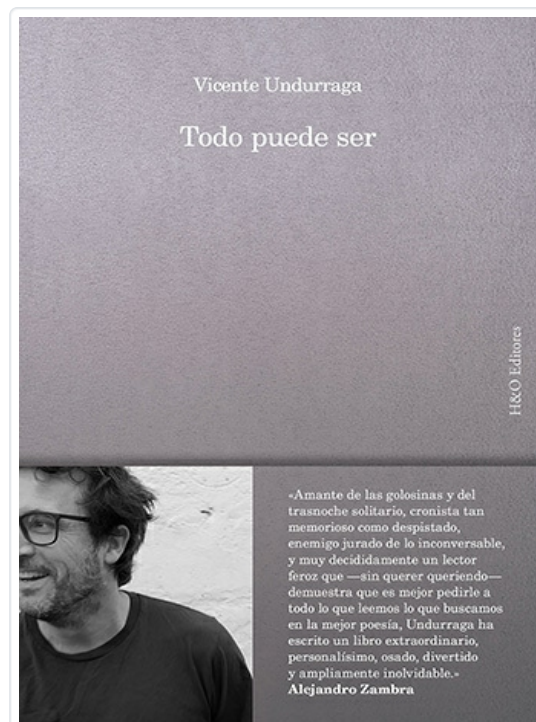 Vicente Undurraga
Todo puede ser
H&O Editores
«Amante de las golosinas y del
trasnoche solitario, cronista tan
memorioso como despistado,
enemigo jurado de lo inconversable,
y muy decididamente un lector
feroz que —sin querer queriendo—
demuestra que es mejor pedirle a
todo lo que leemos lo que buscamos
en la mejor poesía, Undurraga ha
escrito un libro extraordinario,
personalísimo, osado, divertido
y ampliamente inolvidable.»
Alejandro Zambra